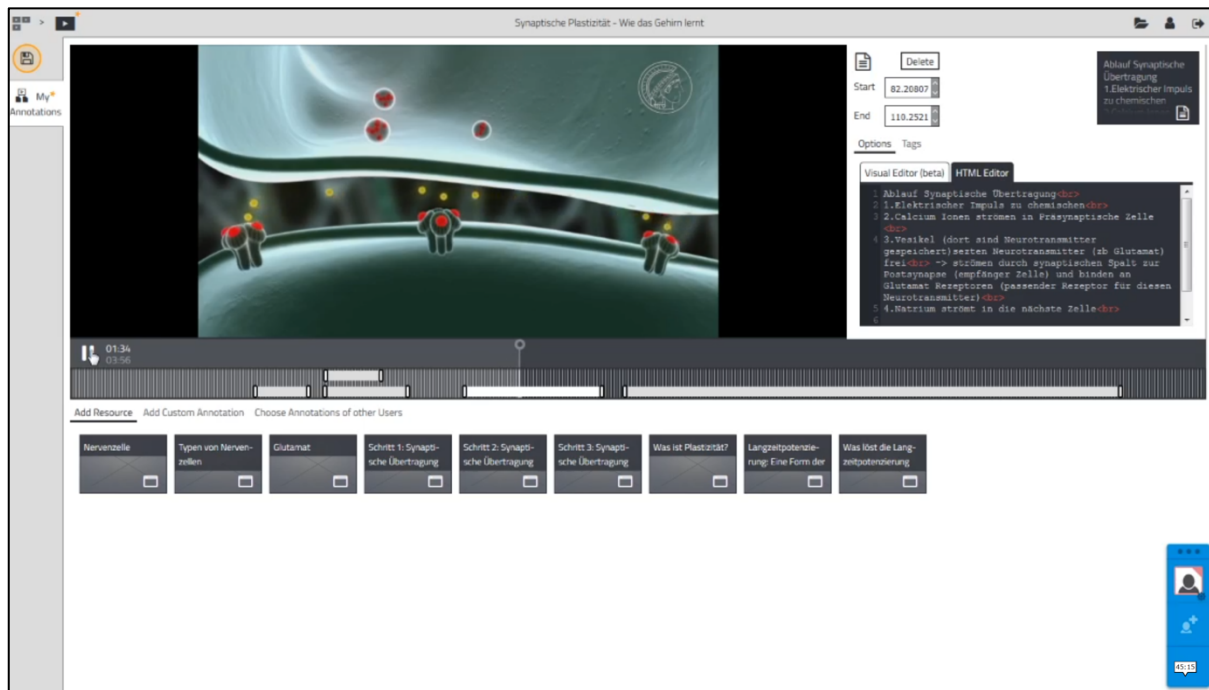 Synaptische Plastizität - Wie das Gehirn lernt
My
Annotations
Delete
Start 82.20807
End 110.2521
Options Tags
Visual Editor (beta) HTML Editor
1 Ablauf Synaptische Übertragung<br>
2 1.Elektrischer Impuls zu chemischen<br>
3 2.Calcium Ionen strömen in Präsynaptische Zelle
<br>
4 3.Vesikel (dort sind Neurotransmitter
gespeichert)sezten Neurotransmitter (zb Glutamat)
frei<br> -> strömen durch synaptischen Spalt zur
Postsynapse (empfänger Zelle) und binden an
Glutamat Rezeptoren (passender Rezeptor für diesen
Neurotransmitter)<br>
5 4.Natrium strömt in die nächste Zelle<br>
6
Ablauf Synaptische
Übertragung
1.Elektrischer Impuls
zu chemischen
01:34
03:56
Add Resource Add Custom Annotation Choose Annotations of other Users
Nervenzelle
Typen von Nerven-
zellen
Glutamat
Schritt 1: Synapti-
sche Übertragung
Schritt 2: Synapti-
sche Übertragung
Schritt 3: Synapti-
sche Übertragung
Was ist Plastizität?
Langzeitpotenzie-
rung: Eine Form der
Was löst die Lang-
zeitpotenzierung
45:15